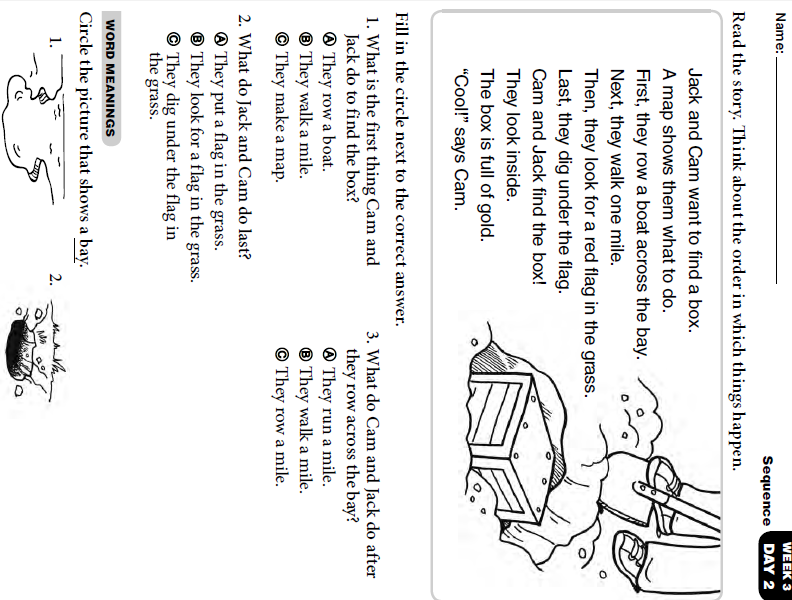 WEEK 3
DAY 2
Name:
Sequence
Read the story. Think about the order in which things happen.
Jack and Cam want to find a box.
A map shows them what to do.
First, they row a boat across the bay.
Next, they walk one mile.
Then, they look for a red flag in the grass.
Last, they dig under the flag.
Cam and Jack find the box!
They look inside.
The box is full of gold.
“Cool!” says Cam.
Fill in the circle next to the correct answer.
1. What is the first thing Cam and
Jack do to find the box?
A They row a boat.
B They walk a mile.
C They make a map.
2. What do Jack and Cam do last?
A They put a flag in the grass.
B They look for a flag in the grass.
C They dig under the flag in
the grass.
3. What do Cam and Jack do after
they row across the bay?
A They run a mile.
B They walk a mile.
C They row a mile.
WORD MEANINGS
Circle the picture that shows a bay.
1.
2.